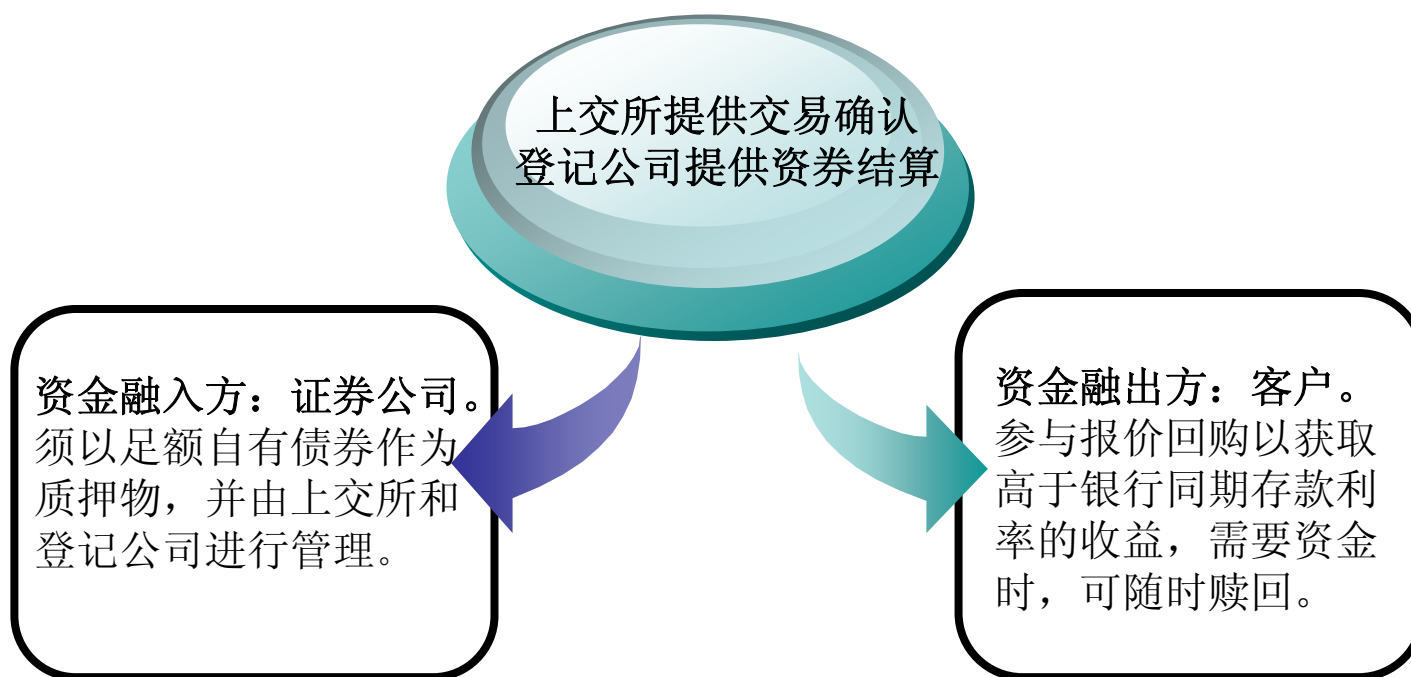 上交所提供交易确认
登记公司提供资券结算
资金融入方：证券公司。
须以足额自有债券作为
质押物，并由上交所和
登记公司进行管理。
资金融出方：客户。
参与报价回购以获取
高于银行同期存款利
率的收益，需要资金
时，可随时赎回。